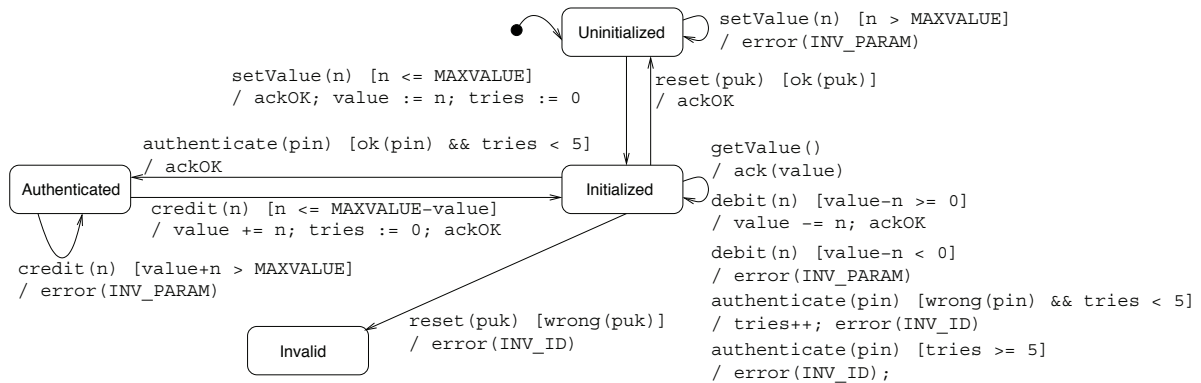 Uninitialized
setValue(n) [n > MAXVALUE]
/ error(INV_PARAM)
setValue(n) [n <= MAXVALUE]
/ ackOK; value := n; tries := 0
reset(puk) [ok(puk)]
/ ackOK
authenticate(pin) [ok(pin) && tries < 5]
/ ackOK
Authenticated
Initialized
getValue()
/ ack(value)
debit(n) [value-n >= 0]
/ value -= n; ackOK
debit(n) [value-n < 0]
/ error(INV_PARAM)
authenticate(pin) [wrong(pin) && tries < 5]
/ tries++; error(INV_ID)
authenticate(pin) [tries >= 5]
/ error(INV_ID);
credit(n) [n <= MAXVALUE-value]
/ value += n; tries := 0; ackOK
credit(n) [value+n > MAXVALUE]
/ error(INV_PARAM)
reset(puk) [wrong(puk)]
/ error(INV_ID)
Invalid